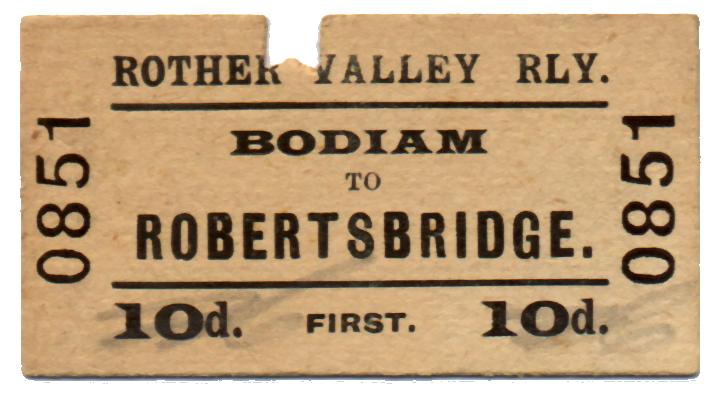 ROTHER VALLEY RLY.
BODIAM
TO
ROBERTSBRIDGE.
10d. FIRST. 10d.
0851
0851